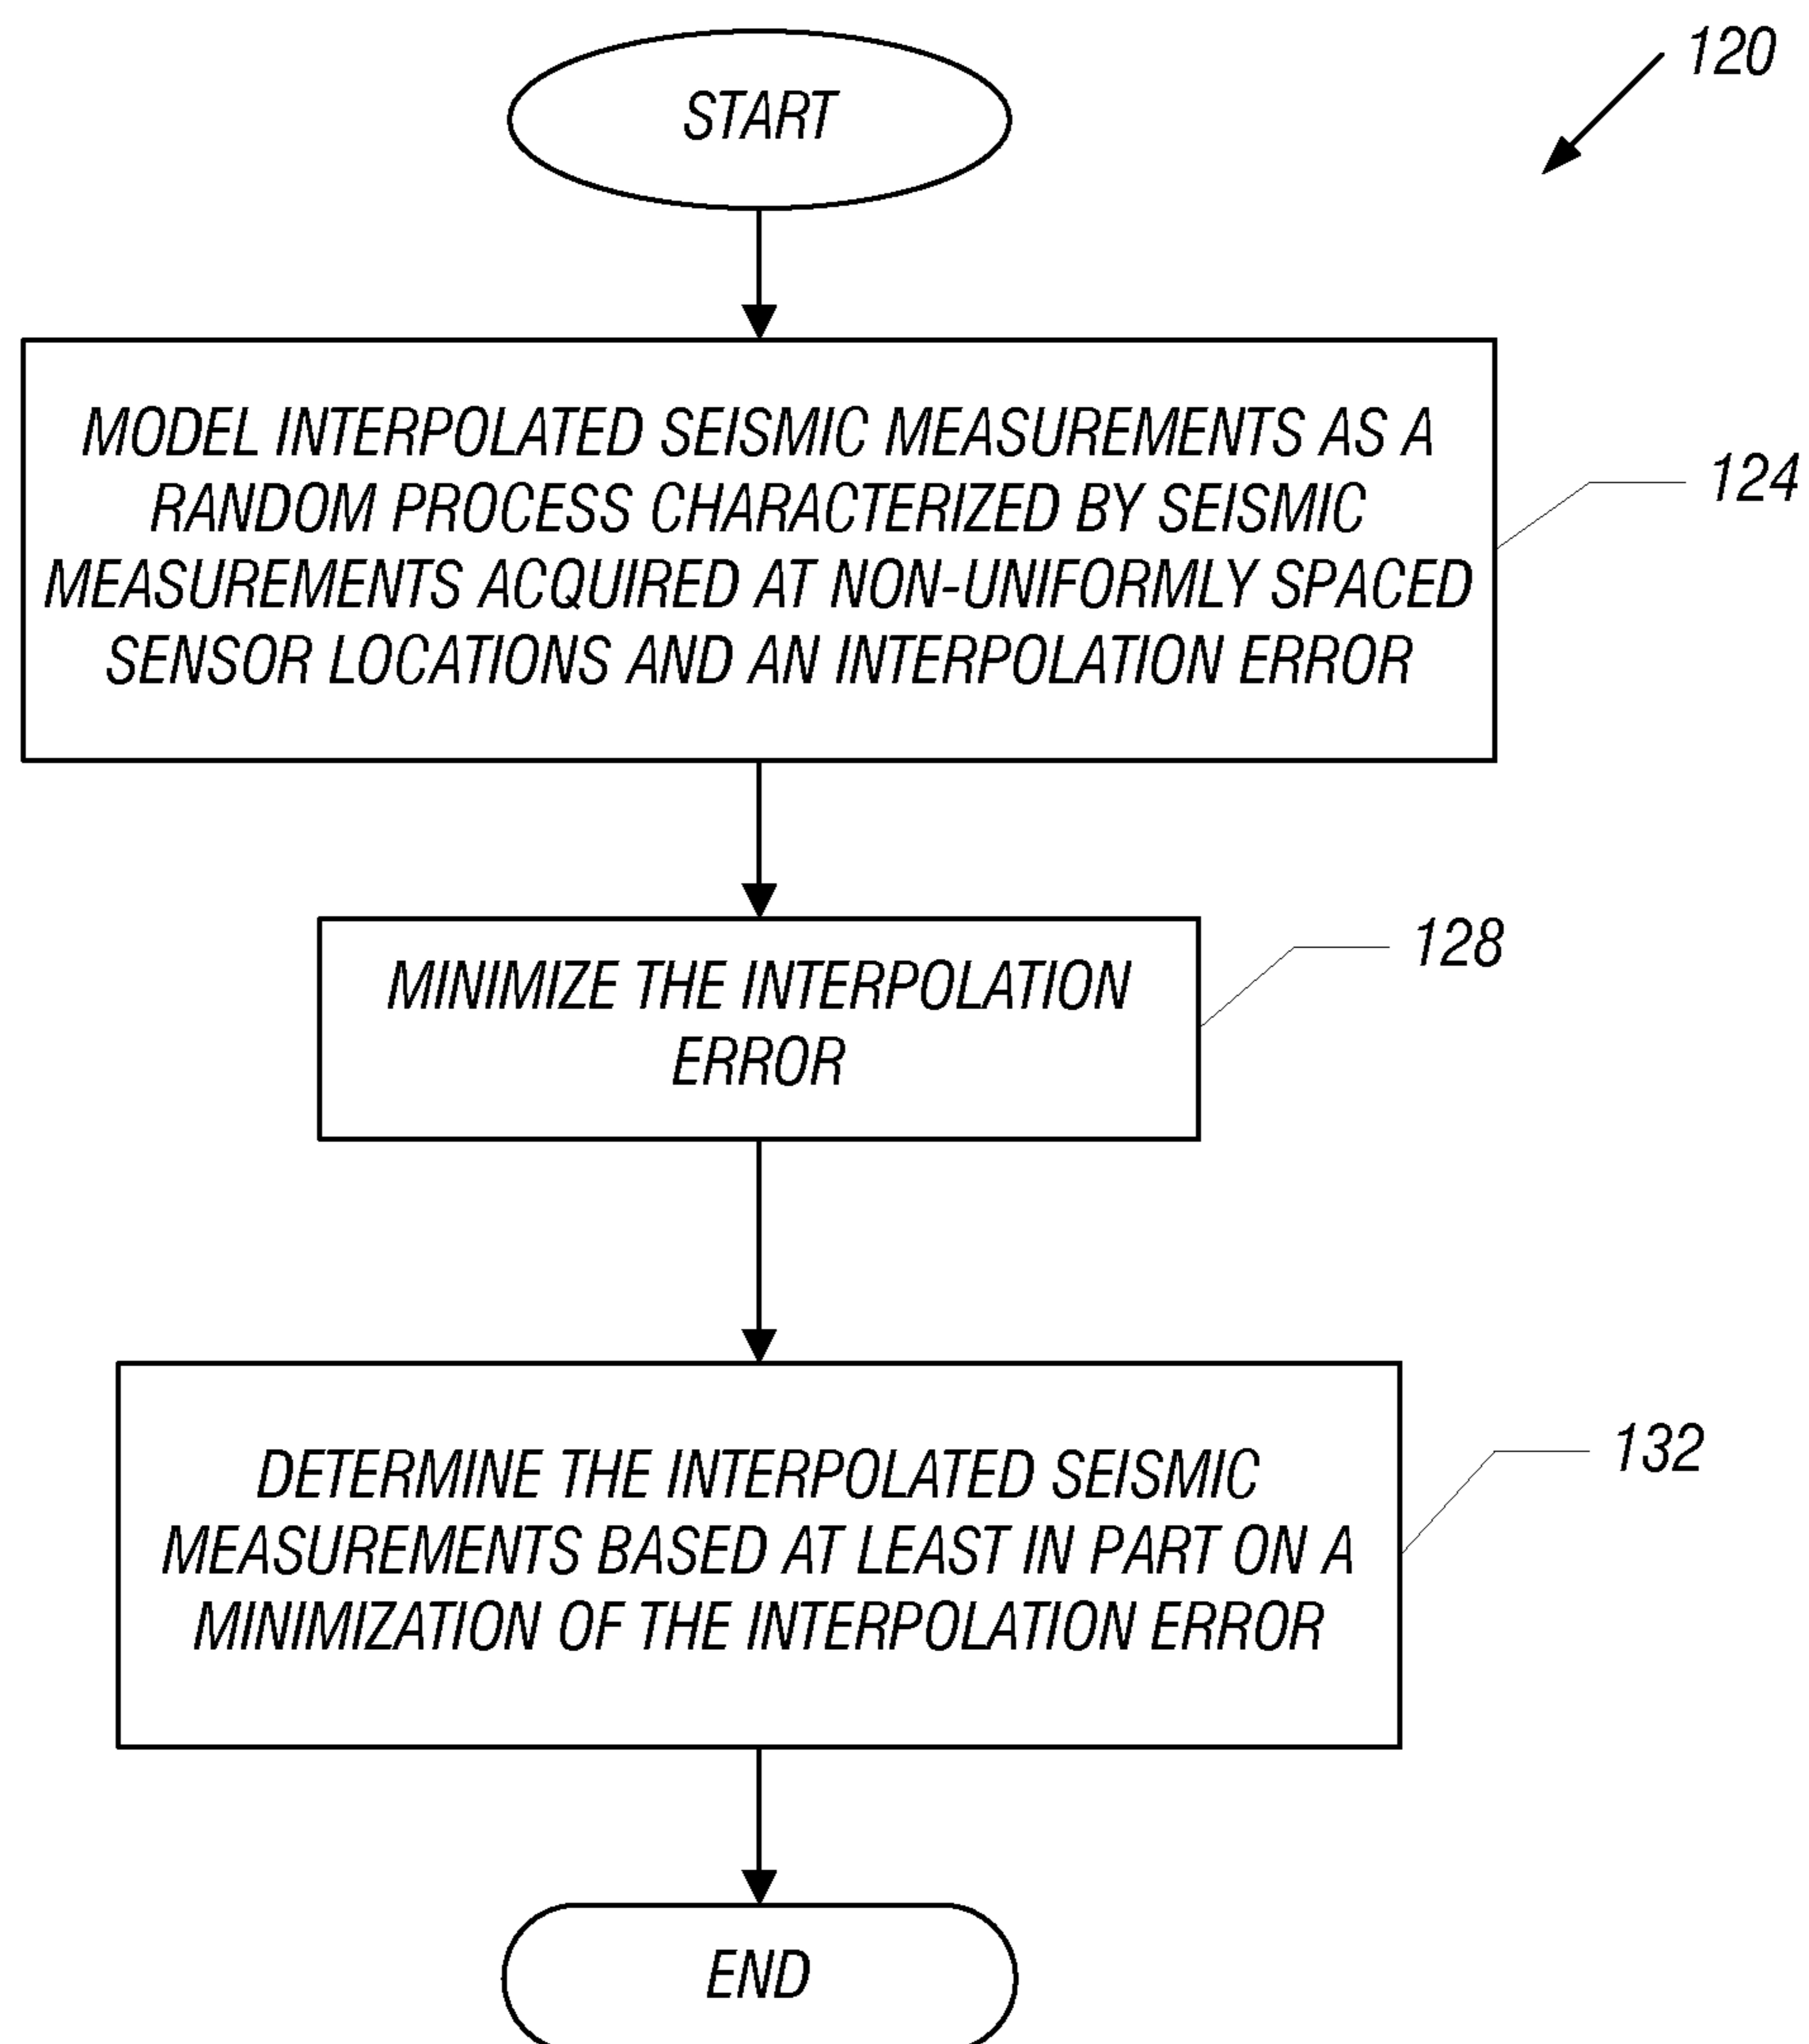 120
START
MODEL INTERPOLATED SEISMIC MEASUREMENTS AS A
RANDOM PROCESS CHARACTERIZED BY SEISMIC
MEASUREMENTS ACQUIRED AT NON-UNIFORMLY SPACED
SENSOR LOCATIONS AND AN INTERPOLATION ERROR
124
MINIMIZE THE INTERPOLATION
ERROR
128
DETERMINE THE INTERPOLATED SEISMIC
MEASUREMENTS BASED AT LEAST IN PART ON A
MINIMIZATION OF THE INTERPOLATION ERROR
132
END